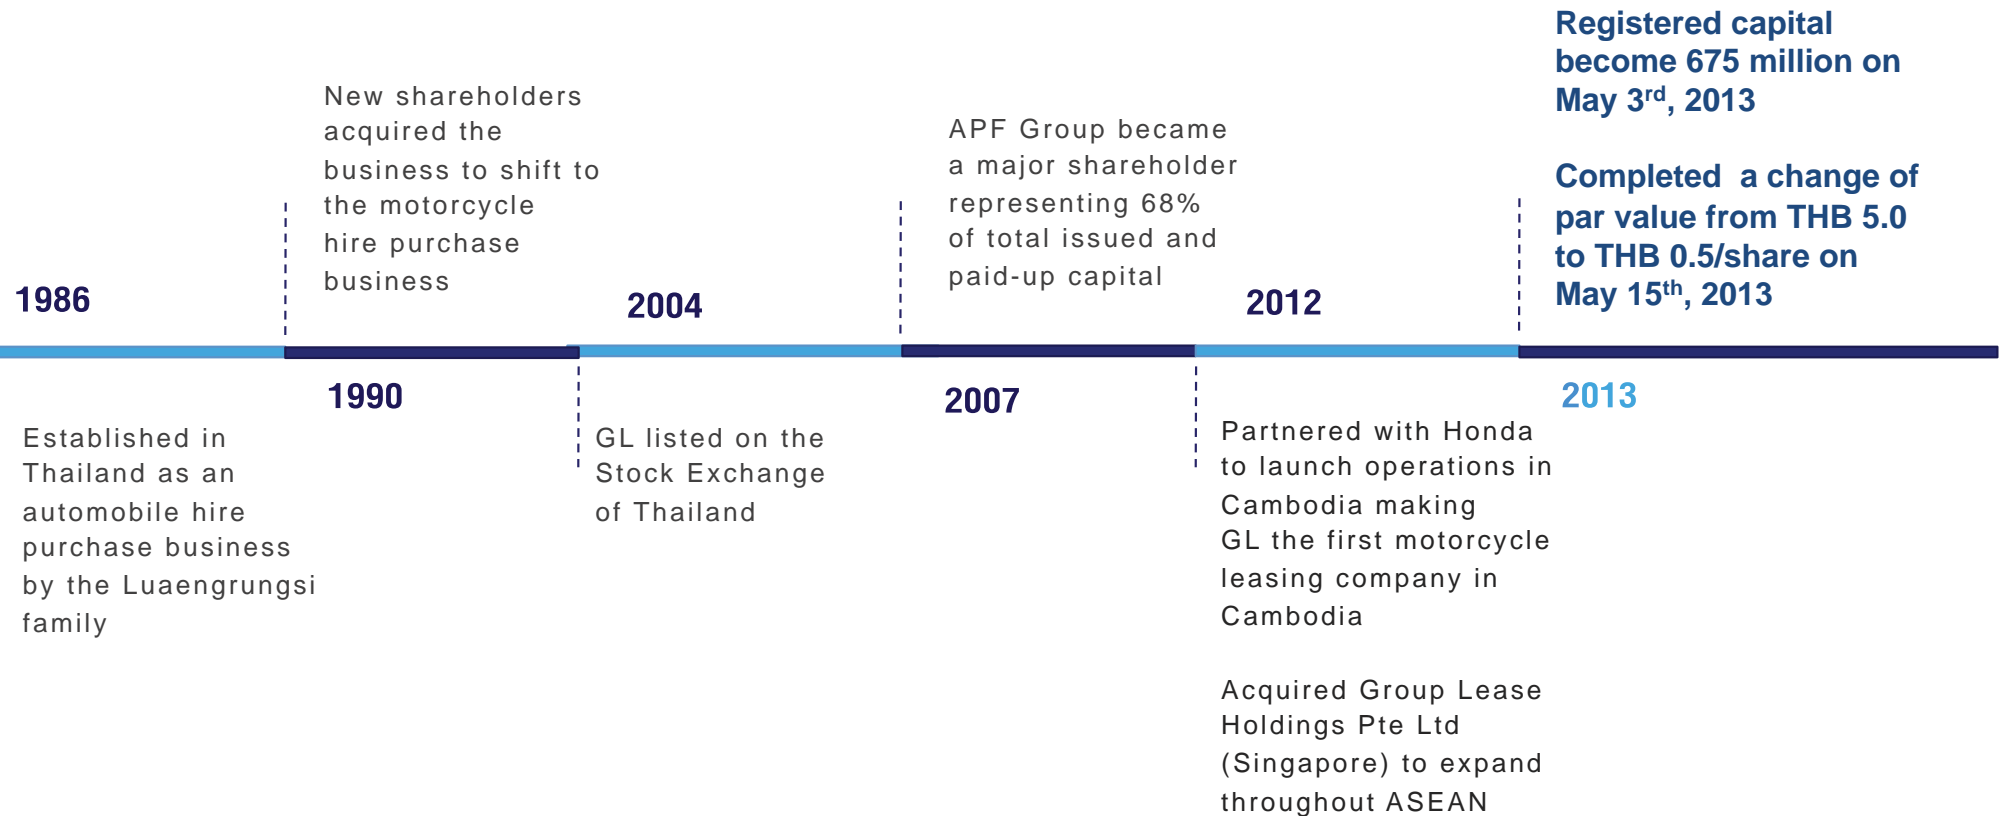 1986
Established in
Thailand as an
automobile hire
purchase business
by the Luaengrungsi
family
New shareholders
acquired the
business to shift to
the motorcycle
hire purchase
business
1990
2004
GL listed on the
Stock Exchange
of Thailand
APF Group became
a major shareholder
representing 68%
of total issued and
paid-up capital
2007
2012
Partnered with Honda
to launch operations in
Cambodia making
GL the first motorcycle
leasing company in
Cambodia
Acquired Group Lease
Holdings Pte Ltd
(Singapore) to expand
throughout ASEAN
Registered capital
become 675 million on
May 3rd, 2013
Completed a change of
par value from THB 5.0
to THB 0.5/share on
May 15th, 2013
2013